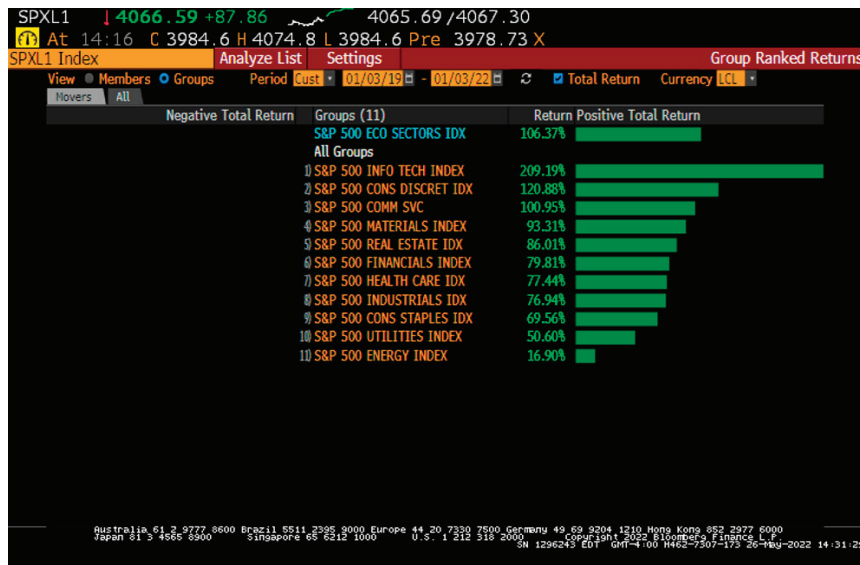 SPXL1 ↓ 4066.59 +87.86 4065.69/4067.30
At 14:16 C 3984.6 H 4074.8 L 3984.6 Pre 3978.73 X
SPXL1 Index Analyze List Settings Group Ranked Returns
View Members Groups Period Cust 01/03/19 - 01/03/22 Total Return Currency LCL
Movers All
Negative Total Return Groups (11) Return Positive Total Return
S&P 500 ECO SECTORS IDX 106.37%
All Groups
1) S&P 500 INFO TECH INDEX 209.19%
2) S&P 500 CONS DISCRET IDX 120.88%
3) S&P 500 COMM SVC 100.95%
4) S&P 500 MATERIALS INDEX 93.31%
5) S&P 500 REAL ESTATE IDX 86.01%
6) S&P 500 FINANCIALS INDEX 79.81%
7) S&P 500 HEALTH CARE IDX 77.44%
8) S&P 500 INDUSTRIALS IDX 76.94%
9) S&P 500 CONS STAPLES IDX 69.56%
10) S&P 500 UTILITIES INDEX 50.60%
11) S&P 500 ENERGY INDEX 16.90%
Australia 61 2 9777 8600 Brazil 5511 2395 9000 Europe 44 20 7330 7500 Germany 49 69 9204 1210 Hong Kong 852 2977 6000
Japan 81 3 4565 8900 Singapore 65 6212 1000 U.S. 1 212 318 2000 Copyright 2022 Bloomberg Finance L.P.
SN 1296243 EDT GMT-4:00 H462-7307-173 26-May-2022 14:31:29